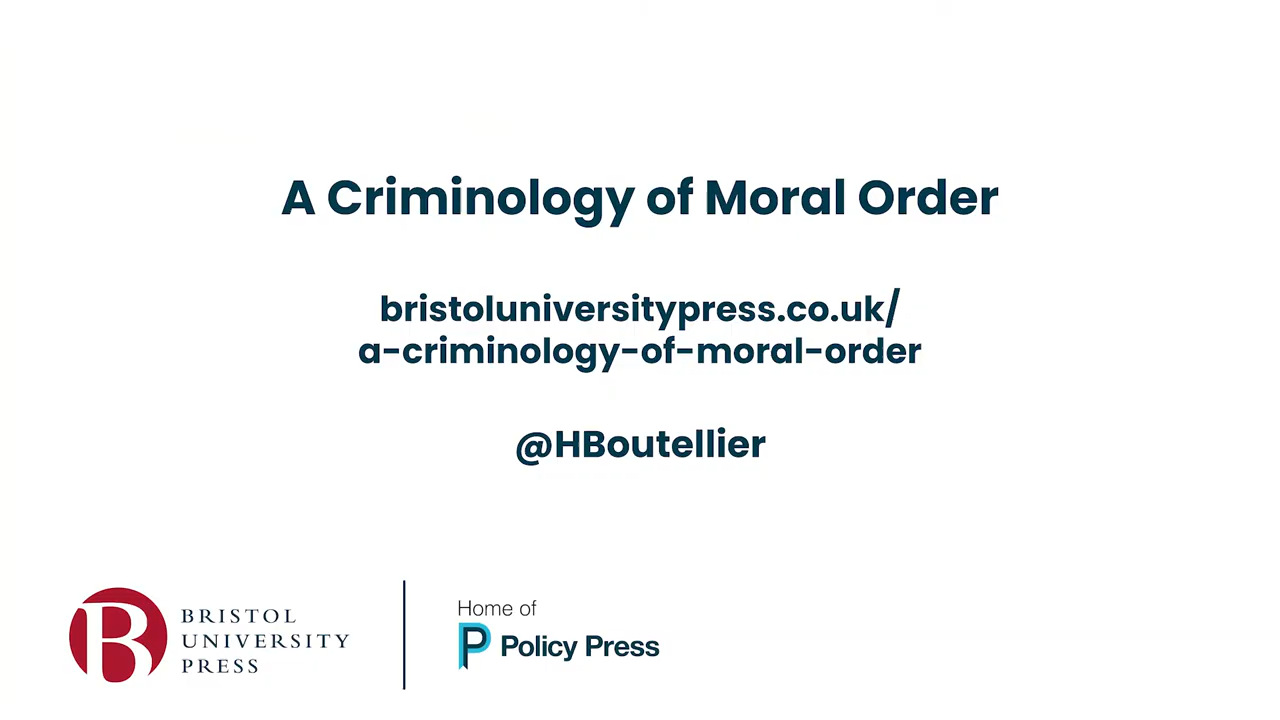 A Criminology of Moral Order
bristoluniversitypress.co.uk/
a-criminology-of-moral-order
@HBoutellier
BRISTOL
UNIVERSITY
PRESS
Home of
Policy Press